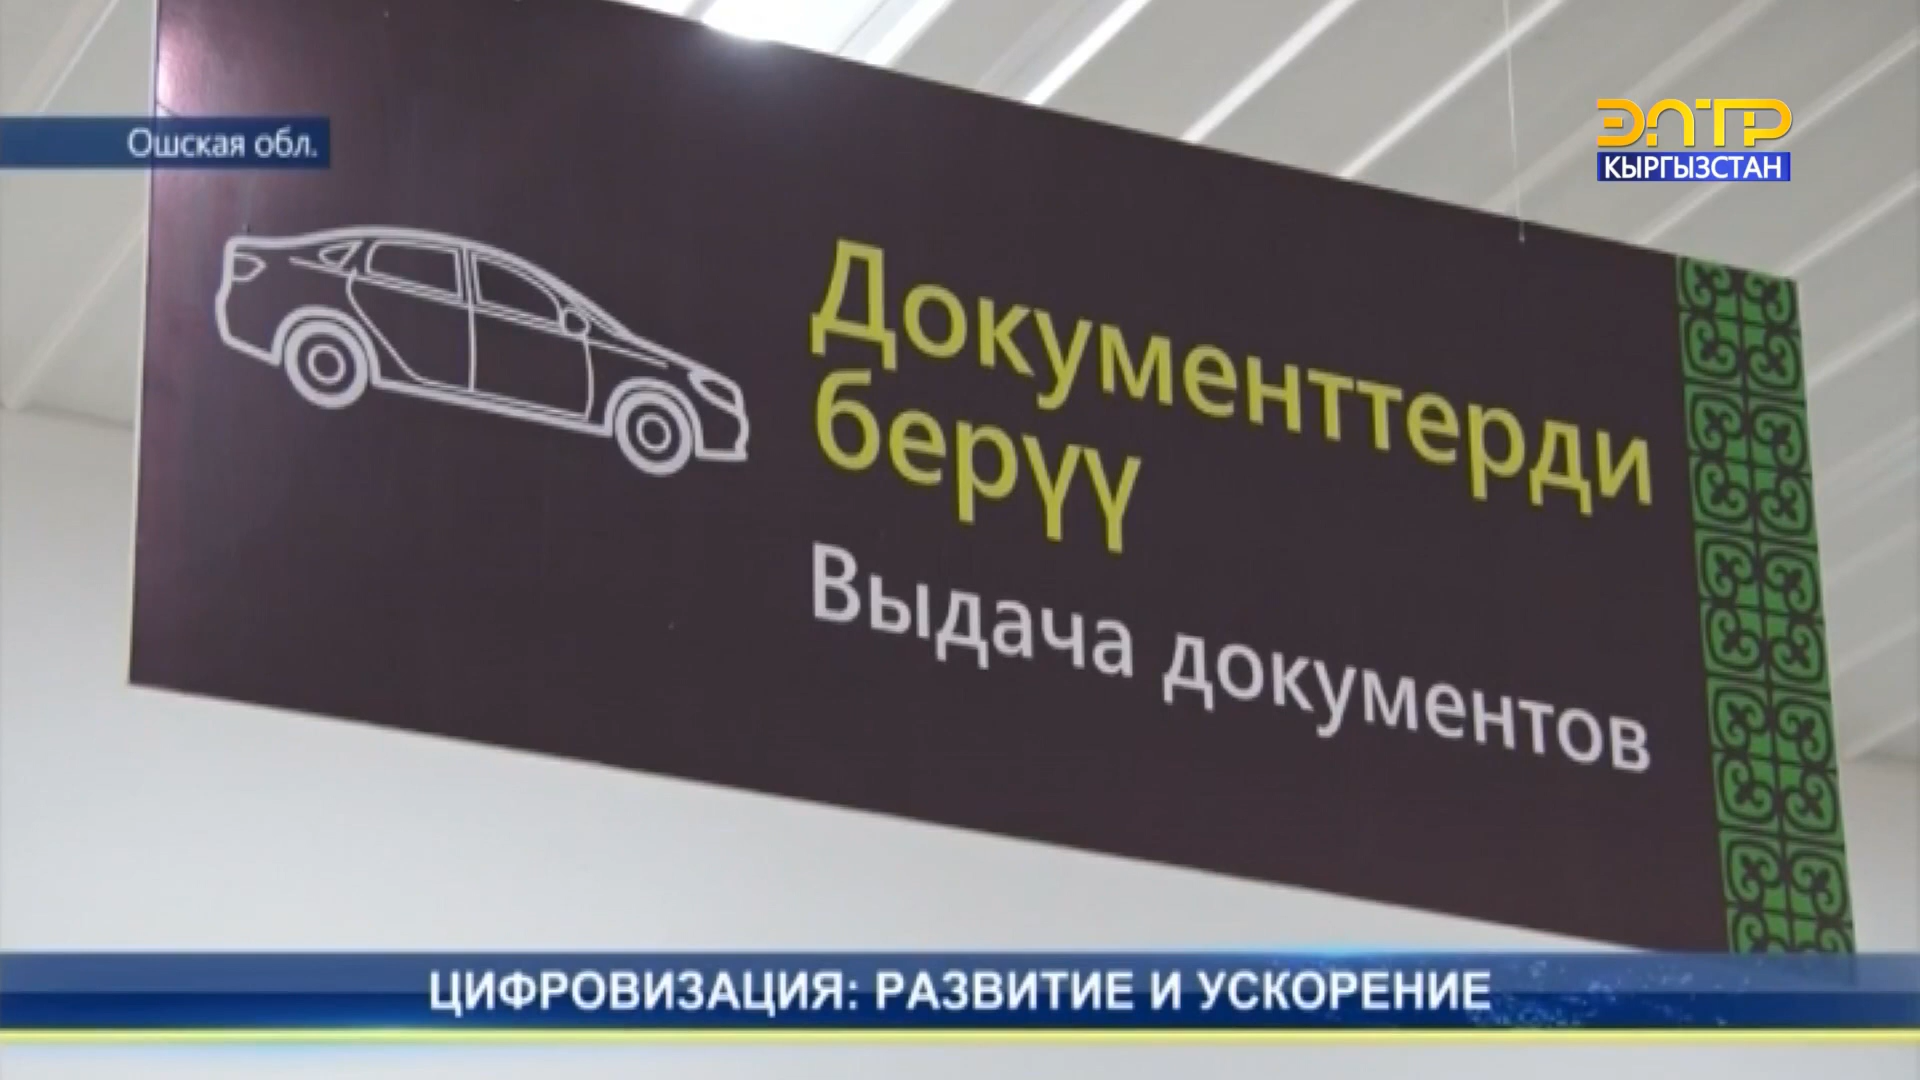 Ошская обл.
ЭЛТР
КЫРГЫЗСТАН
Документтерди
берүү
Выдача документов
ЦИФРОВИЗАЦИЯ: РАЗВИТИЕ И УСКОРЕНИЕ